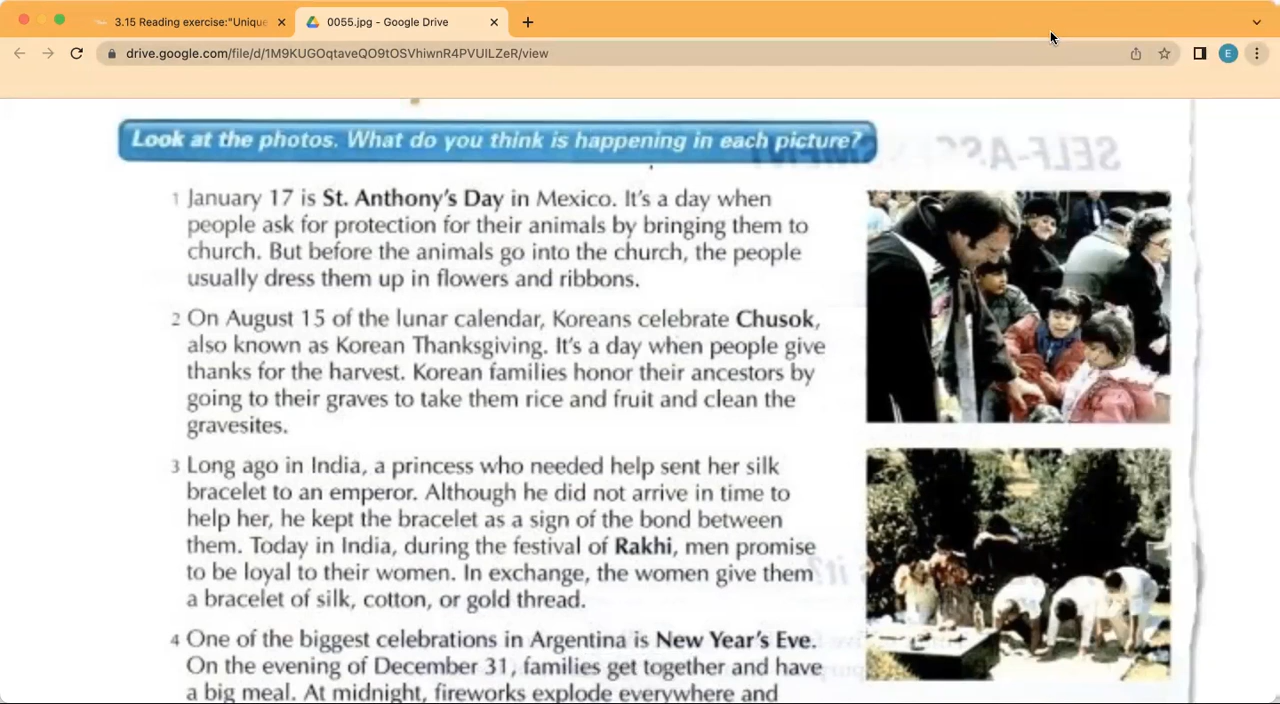 3.15 Reading exercise:"Unique
0055.jpg - Google Drive
drive.google.com/file/d/1M9KUGOqtaveQO9tOSVhiwnR4PVUILZeR/view
E
Look at the photos. What do you think is happening in each picture?
SELF-ASSESSMENT
1 January 17 is St. Anthony's Day in Mexico. It's a day when
people ask for protection for their animals by bringing them to
church. But before the animals go into the church, the people
usually dress them up in flowers and ribbons.
2 On August 15 of the lunar calendar, Koreans celebrate Chusok,
also known as Korean Thanksgiving. It's a day when people give
thanks for the harvest. Korean families honor their ancestors by
going to their graves to take them rice and fruit and clean the
gravesites.
3 Long ago in India, a princess who needed help sent her silk
bracelet to an emperor. Although he did not arrive in time to
help her, he kept the bracelet as a sign of the bond between
them. Today in India, during the festival of Rakhi, men promise
to be loyal to their women. In exchange, the women give them
a bracelet of silk, cotton, or gold thread.
4 One of the biggest celebrations in Argentina is New Year's Eve.
On the evening of December 31, families get together and have
a big meal. At midnight, fireworks explode everywhere and